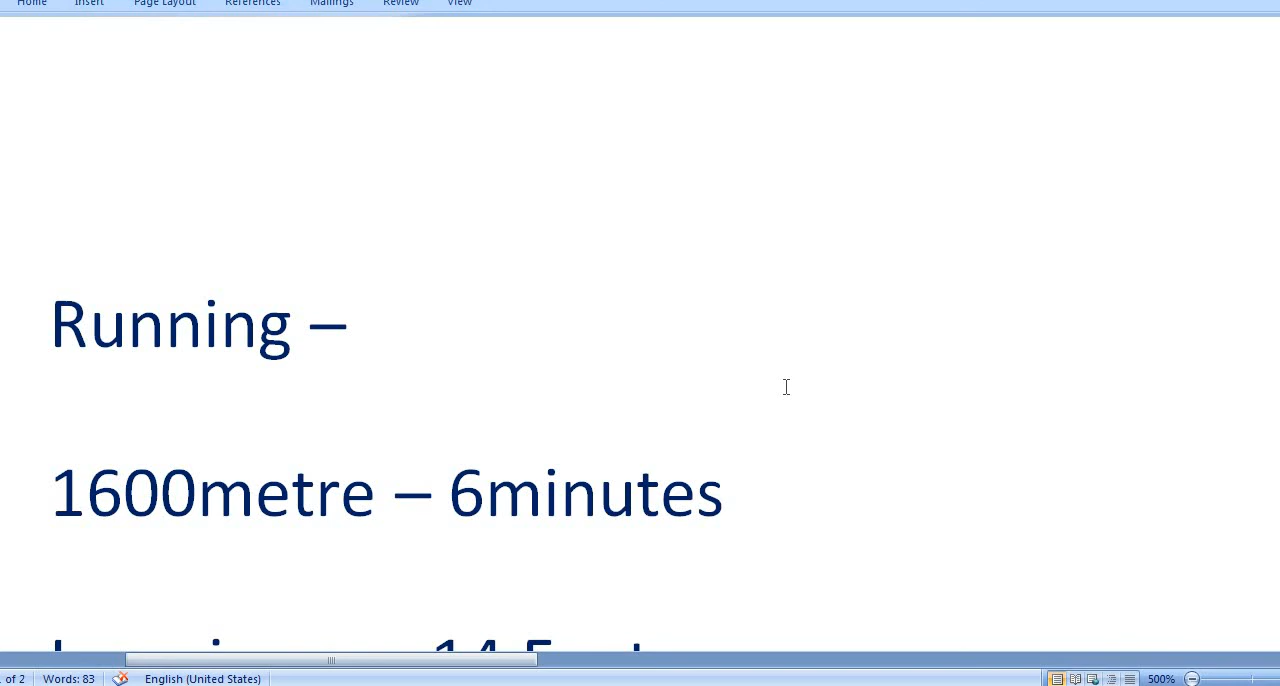 Home Insert Page Layout References Mailings Review View
Running –
1600metre – 6minutes
of 2 Words: 83 English (United States) 500%